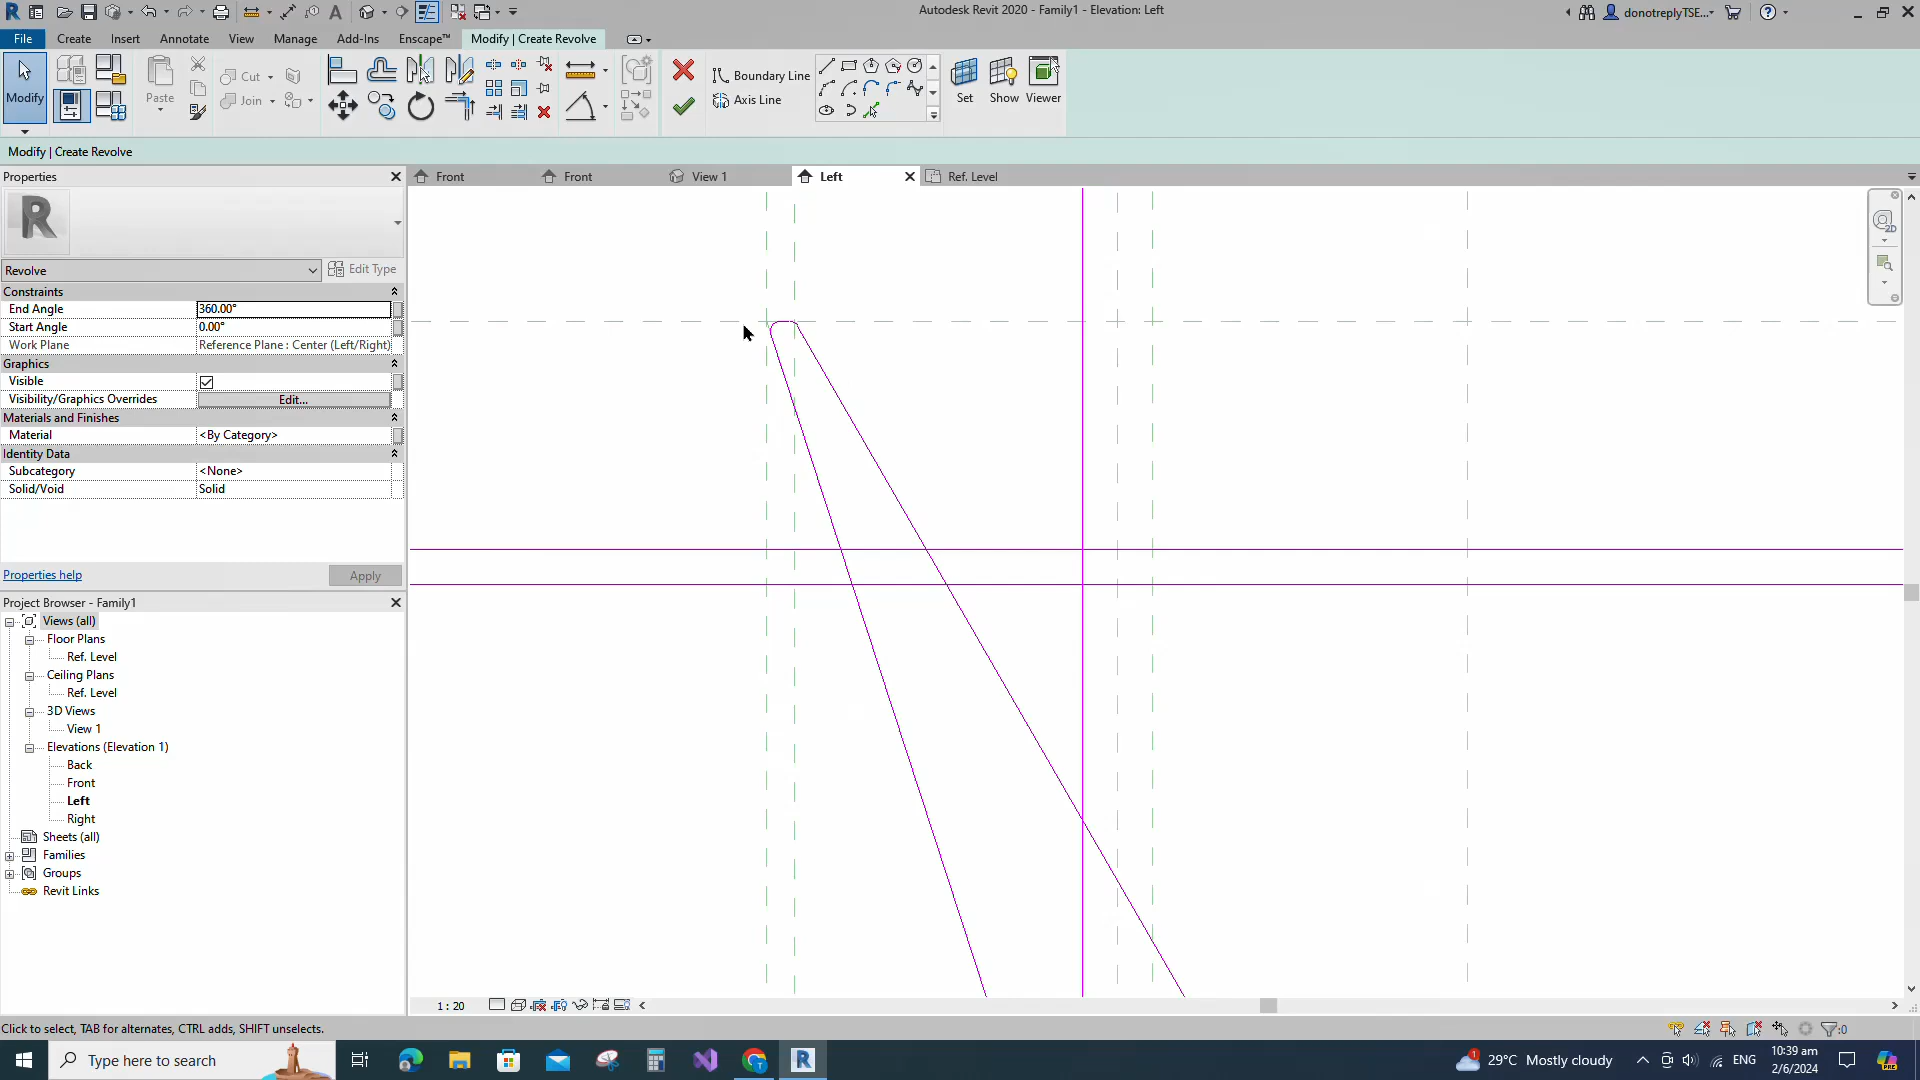 Autodesk Revit 2020 - Family1 - Elevation: Left
donotreplyTSE...
File
Create
Insert
Annotate
View
Manage
Add-Ins
Enscape™
Modify | Create Revolve
Modify
Paste
Cut
Join
Boundary Line
Axis Line
Set
Show
Viewer
Modify | Create Revolve
Properties
Front
Front
View 1
Left
Ref. Level
Revolve
Edit Type
Constraints
End Angle
360.00°
Start Angle
0.00°
Work Plane
Reference Plane : Center (Left/Right)
Graphics
Visible
Visibility/Graphics Overrides
Edit...
Materials and Finishes
Material
<By Category>
Identity Data
Subcategory
<None>
Solid/Void
Solid
Properties help
Apply
Project Browser - Family1
Views (all)
Floor Plans
Ref. Level
Ceiling Plans
Ref. Level
3D Views
View 1
Elevations (Elevation 1)
Back
Front
Left
Right
Sheets (all)
Families
Groups
Revit Links
2D
1 : 20
Click to select, TAB for alternates, CTRL adds, SHIFT unselects.
:0
Type here to search
29°C
Mostly cloudy
ENG
10:39 am
2/6/2024